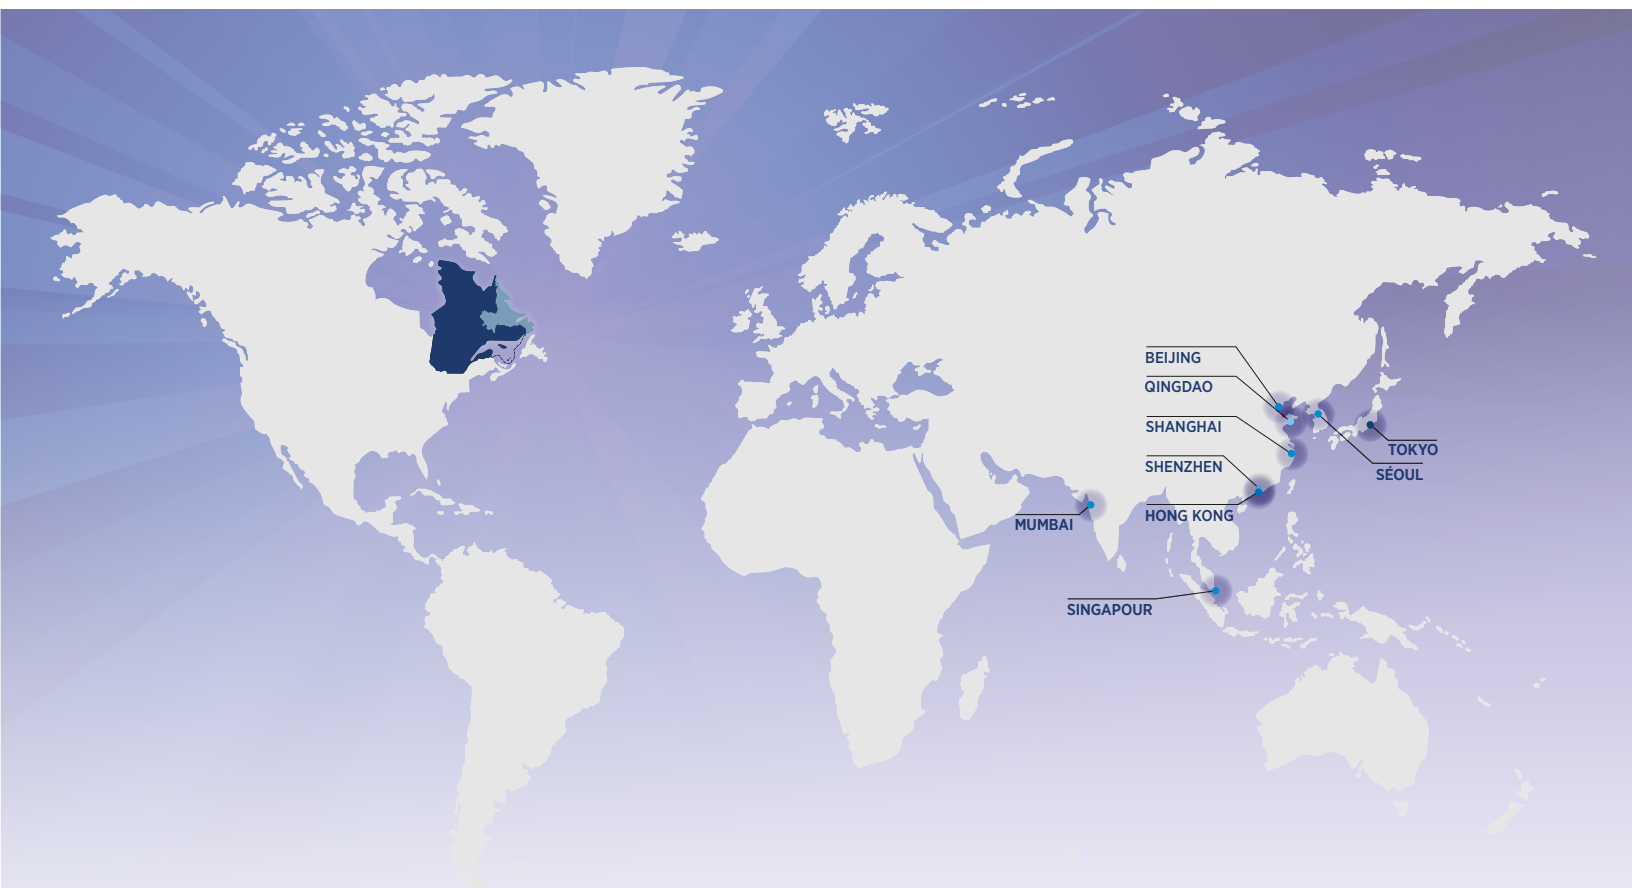 BEIJING
QINGDAO
SHANGHAI
TOKYO
SHENZHEN
SÉOUL
HONG KONG
MUMBAI
SINGAPOUR